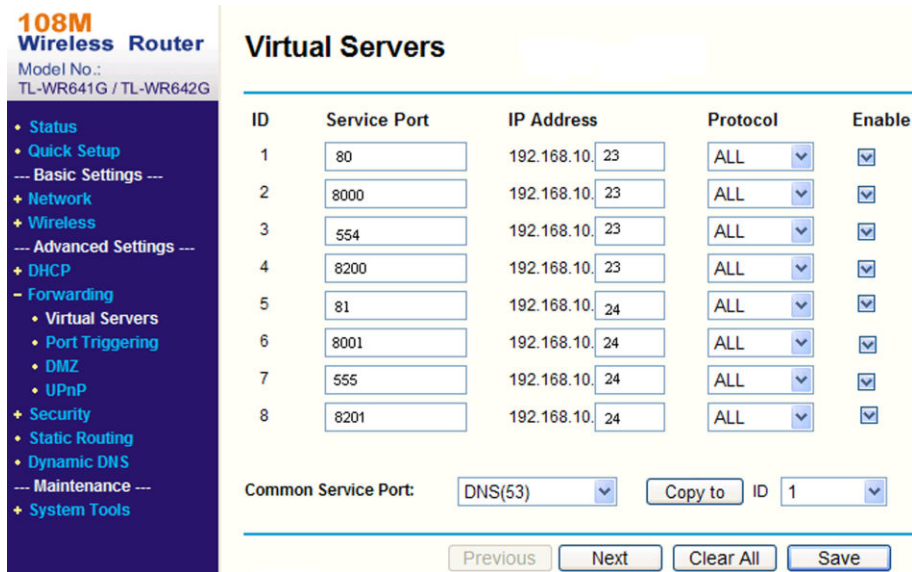 108M
Wireless Router
Model No.:
TL-WR641G / TL-WR642G
Status
Quick Setup
--- Basic Settings ---
+ Network
+ Wireless
--- Advanced Settings ---
+ DHCP
- Forwarding
Virtual Servers
Port Triggering
DMZ
UPnP
+ Security
Static Routing
Dynamic DNS
--- Maintenance ---
+ System Tools
Virtual Servers
ID Service Port IP Address Protocol Enable
1 80 192.168.10. 23 ALL
2 8000 192.168.10. 23 ALL
3 554 192.168.10. 23 ALL
4 8200 192.168.10. 23 ALL
5 81 192.168.10. 24 ALL
6 8001 192.168.10. 24 ALL
7 555 192.168.10. 24 ALL
8 8201 192.168.10. 24 ALL
Common Service Port: DNS(53) Copy to ID 1
Previous Next Clear All Save